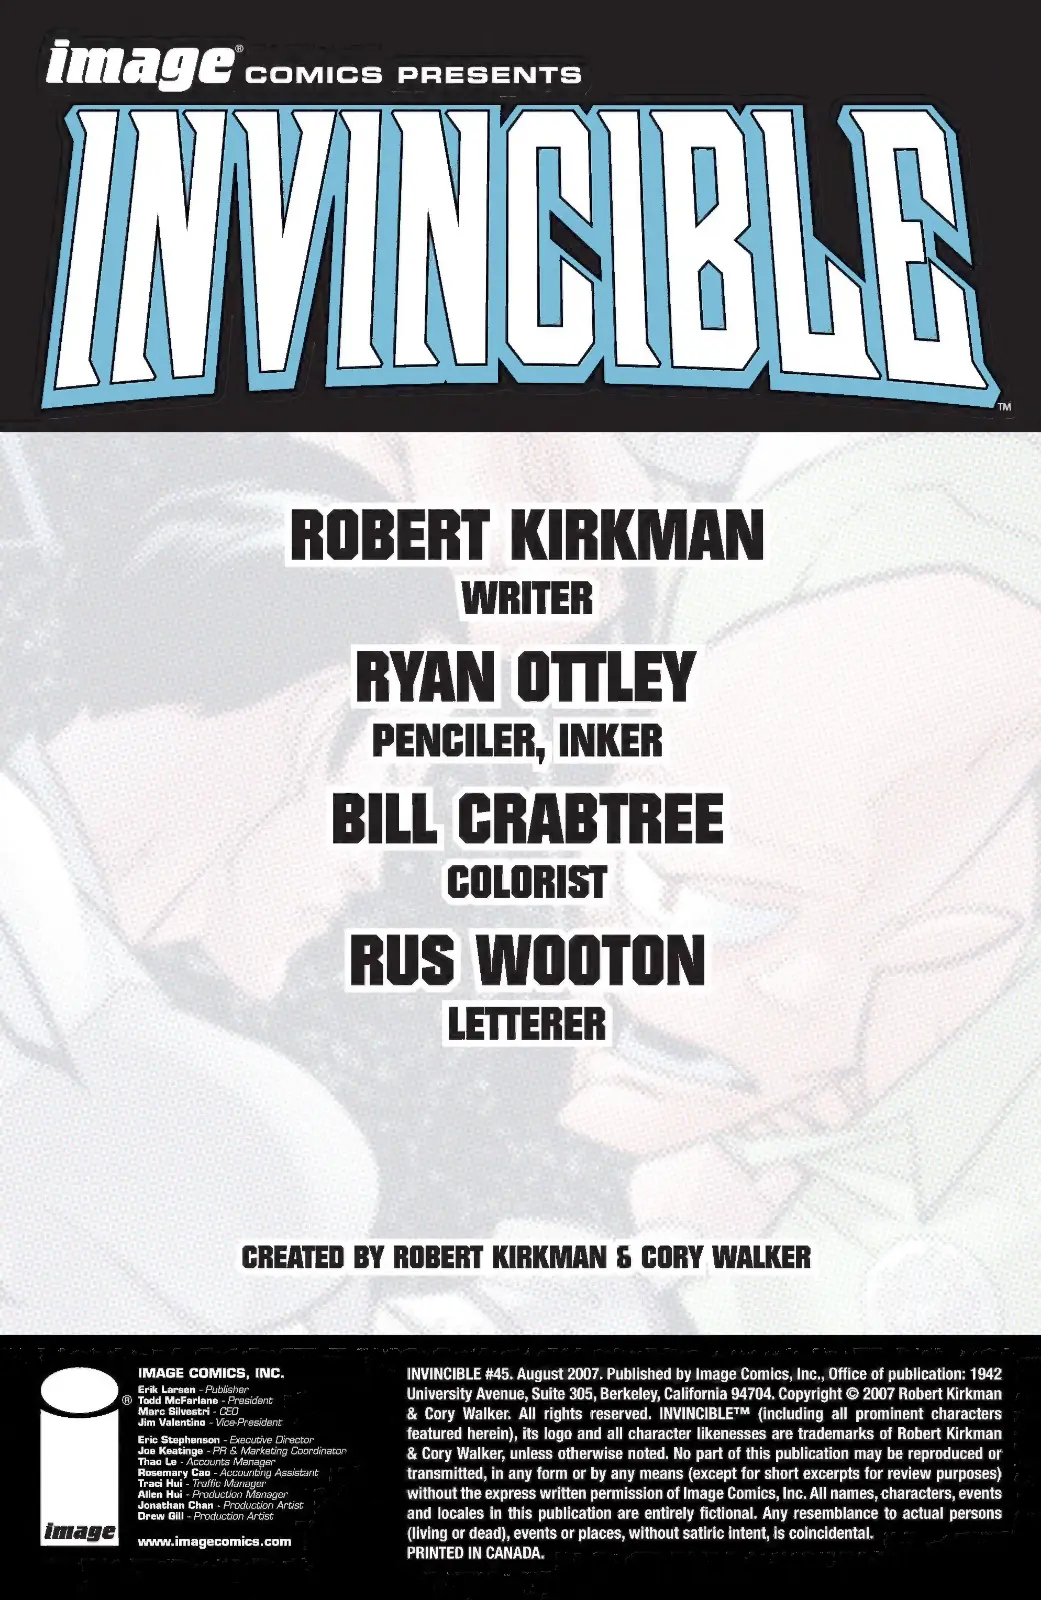 image® COMICS PRESENTS
INVINCIBLE™
ROBERT KIRKMAN
WRITER
RYAN OTTLEY
PENCILER, INKER
BILL CRABTREE
COLORIST
RUS WOOTON
LETTERER
CREATED BY ROBERT KIRKMAN & CORY WALKER
IMAGE COMICS, INC.
Erik Larsen - Publisher
® Todd McFarlane - President
Marc Silvestri - CEO
Jim Valentino - Vice-President
Eric Stephenson - Executive Director
Joe Keatinge - PR & Marketing Coordinator
Thao Le - Accounts Manager
Rosemary Cao - Accounting Assistant
Traci Hui - Traffic Manager
Allen Hui - Production Manager
Jonathan Chan - Production Artist
Drew Gill - Production Artist
www.imagecomics.com
image
INVINCIBLE #45. August 2007. Published by Image Comics, Inc., Office of publication: 1942
University Avenue, Suite 305, Berkeley, California 94704. Copyright © 2007 Robert Kirkman
& Cory Walker. All rights reserved. INVINCIBLE™ (including all prominent characters
featured herein), its logo and all character likenesses are trademarks of Robert Kirkman
& Cory Walker, unless otherwise noted. No part of this publication may be reproduced or
transmitted, in any form or by any means (except for short excerpts for review purposes)
without the express written permission of Image Comics, Inc. All names, characters, events
and locales in this publication are entirely fictional. Any resemblance to actual persons
(living or dead), events or places, without satiric intent, is coincidental.
PRINTED IN CANADA.